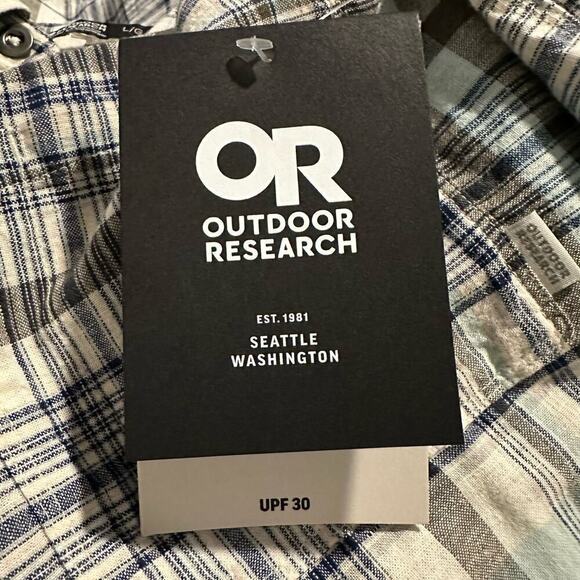 L/G
OR
OUTDOOR
RESEARCH
EST. 1981
SEATTLE
WASHINGTON
OUTDOOR
RESEARCH
UPF 30